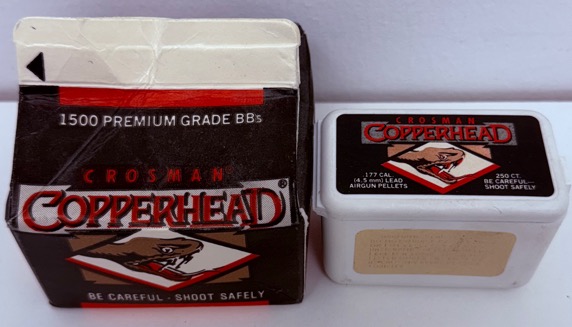 1500 PREMIUM GRADE BBs
CROSMAN
COPPERHEAD®
BE CAREFUL - SHOOT SAFELY
CROSMAN
COPPERHEAD
.177 CAL.
(4.5 mm) LEAD
AIRGUN PELLETS
250 CT.
BE CAREFUL—
SHOOT SAFELY